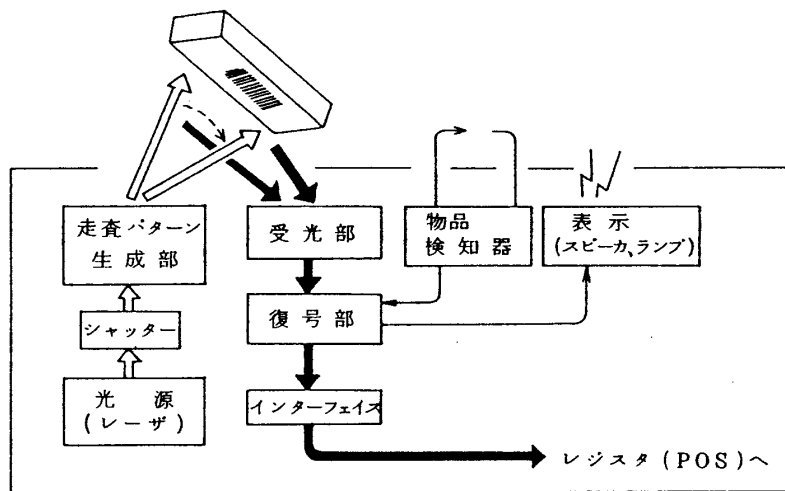 走査パターン
生成部
受光部
物品
検知器
表示
(スピーカ、ランプ)
シャッター
復号部
光源
(レーザ)
インターフェイス
レジスタ(POS)へ